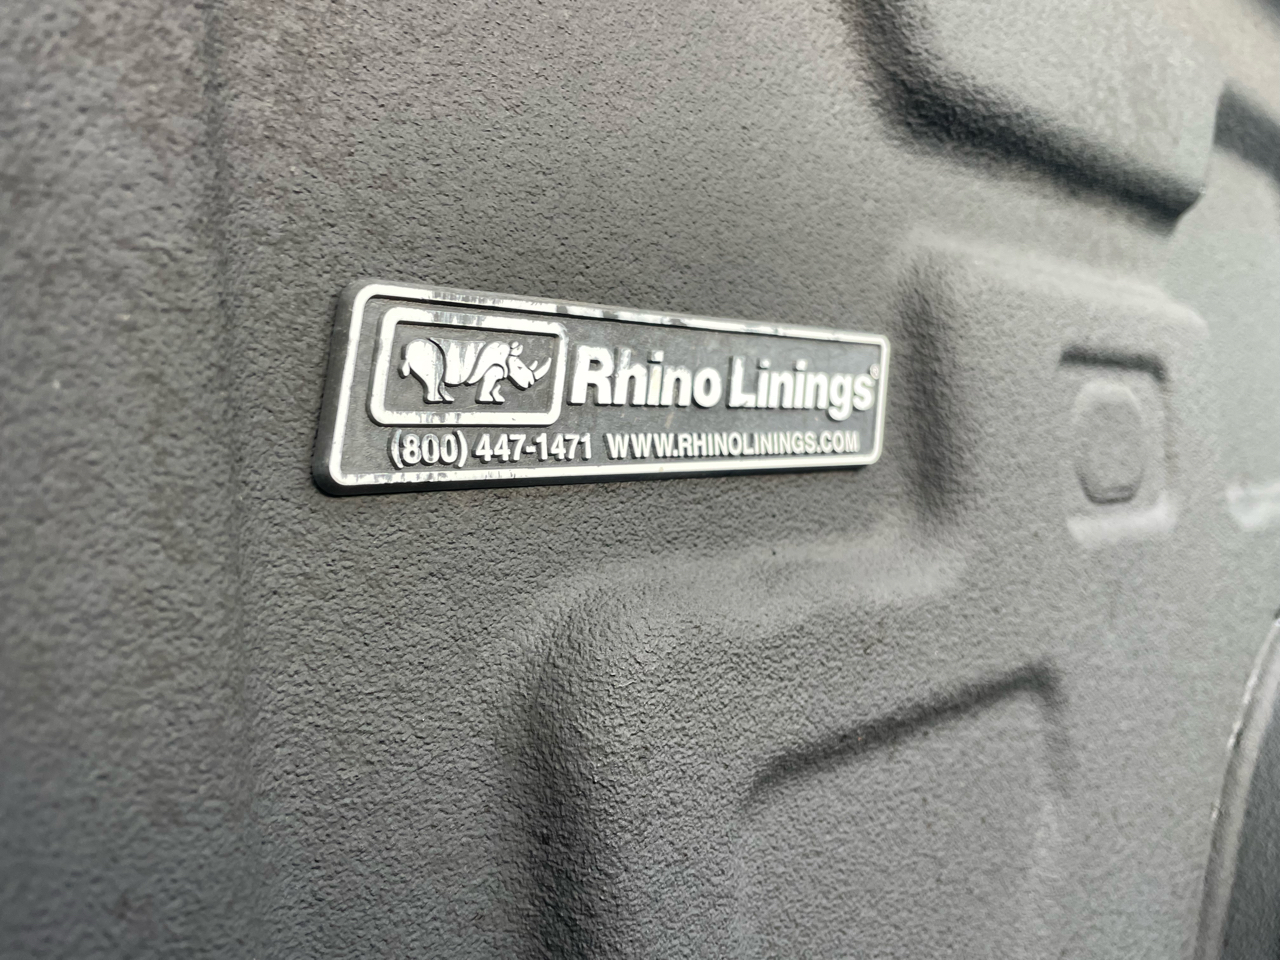 Rhino Linings®
(800) 447-1471 WWW.RHINOLININGS.COM